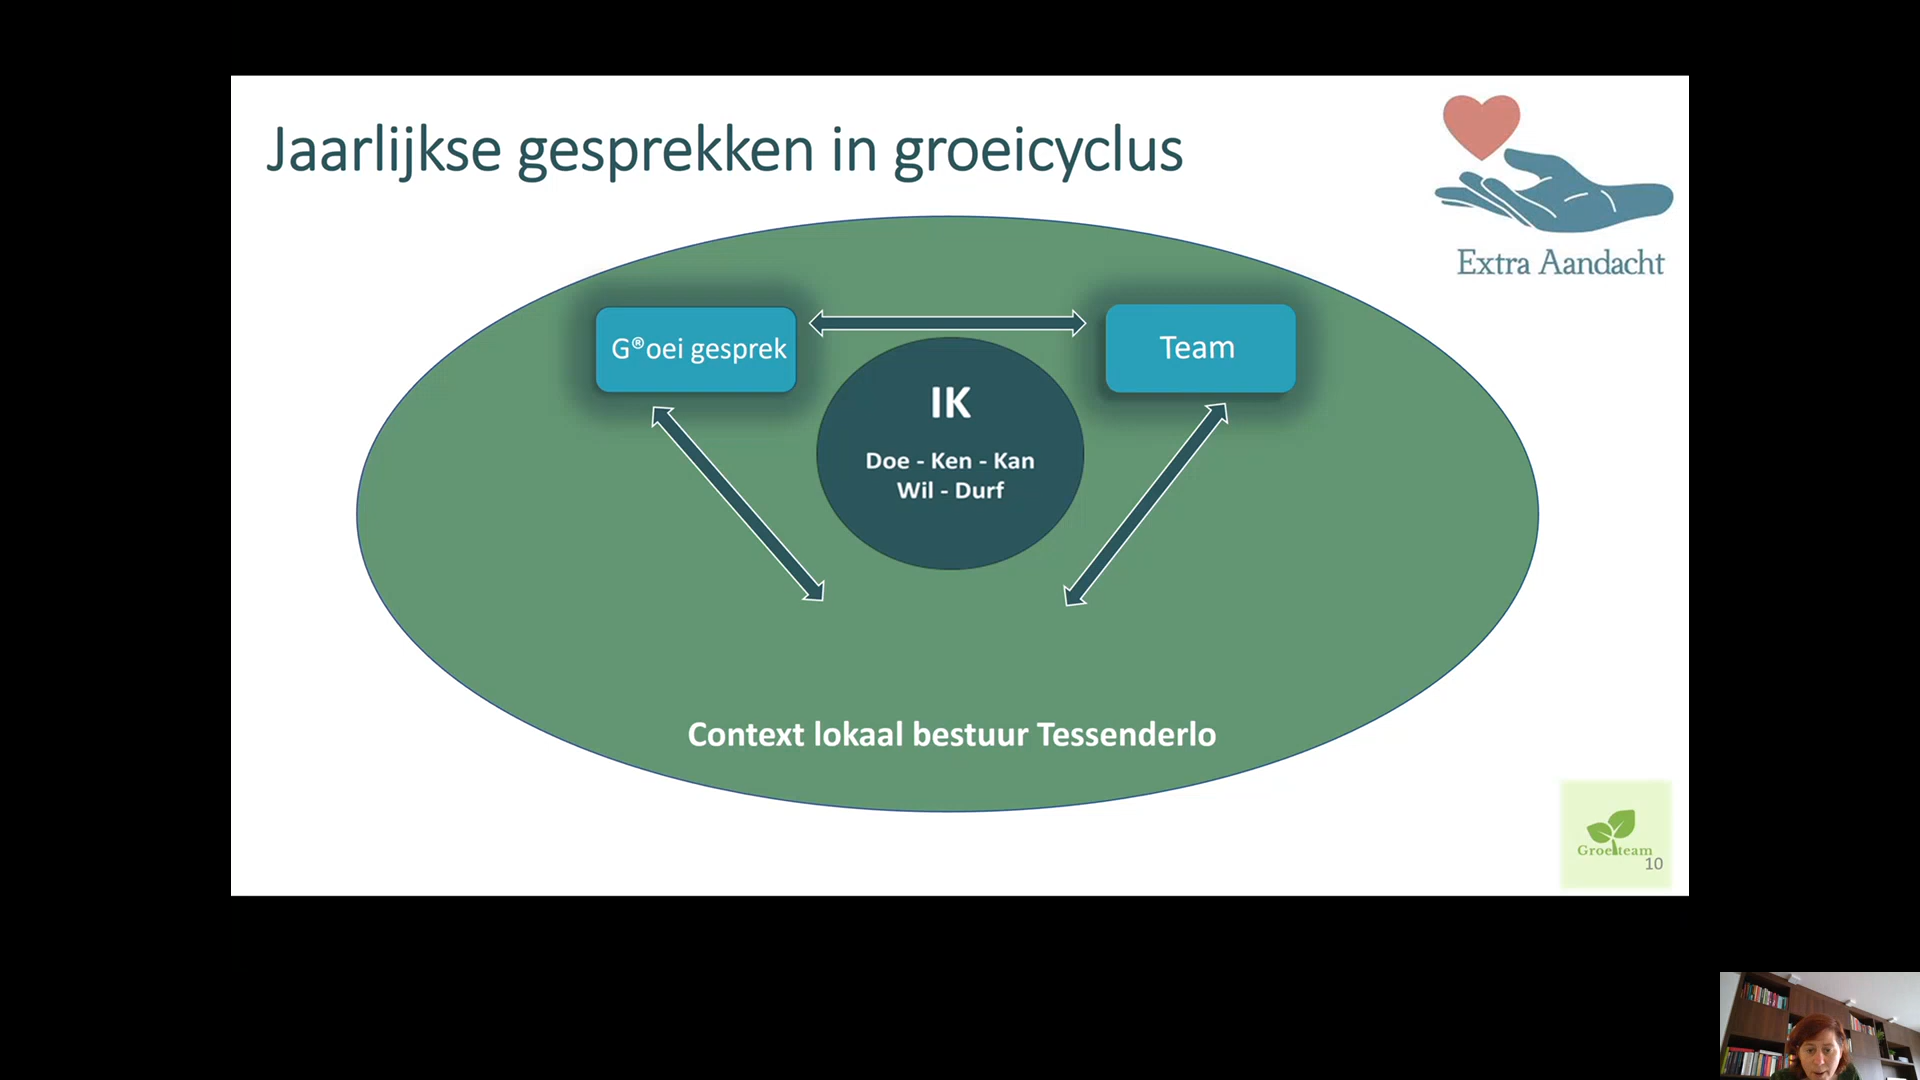 Jaarlijkse gesprekken in groeicyclus
Extra Aandacht
G®oei gesprek
Team
IK
Doe - Ken - Kan
Wil - Durf
Context lokaal bestuur Tessenderlo
Groeiteam
10